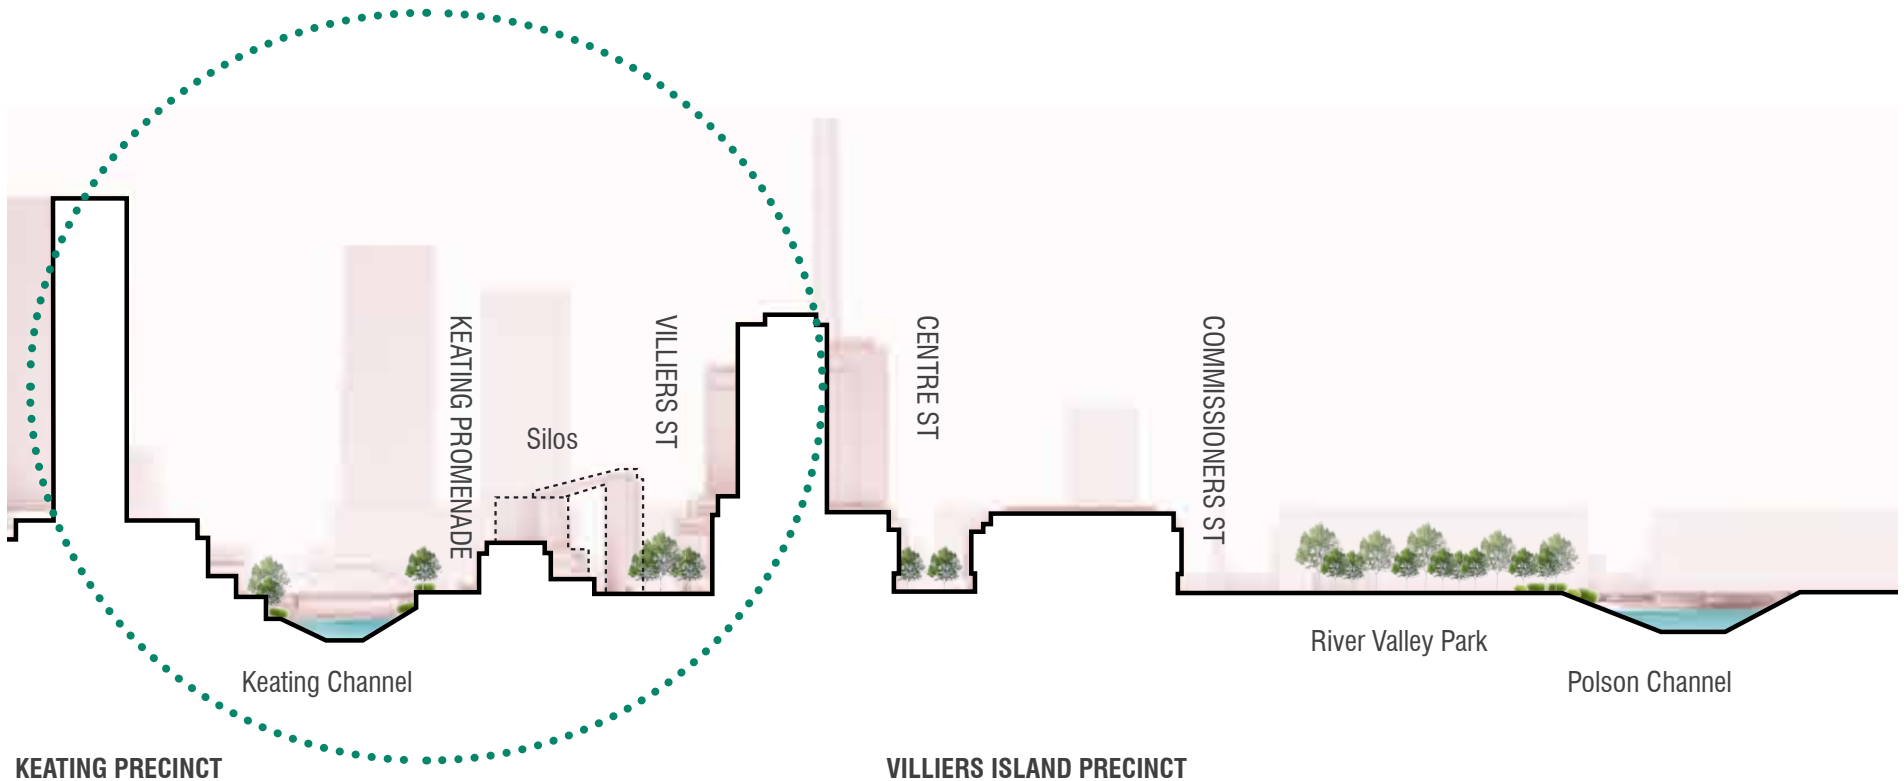 KEATING PROMENADE
Silos
VILLIERS ST
CENTRE ST
COMMISSIONERS ST
Keating Channel
River Valley Park
Polson Channel
KEATING PRECINCT
VILLIERS ISLAND PRECINCT